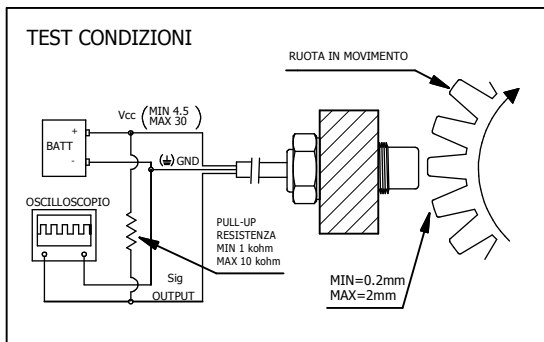 TEST CONDIZIONI
RUOTA IN MOVIMENTO
Vcc (MIN 4.5
MAX 30)
+
BATT
-
GND
OSCILLOSCOPIO
PULL-UP
RESISTENZA
MIN 1 kohm
MAX 10 kohm
Sig
OUTPUT
MIN=0.2mm
MAX=2mm